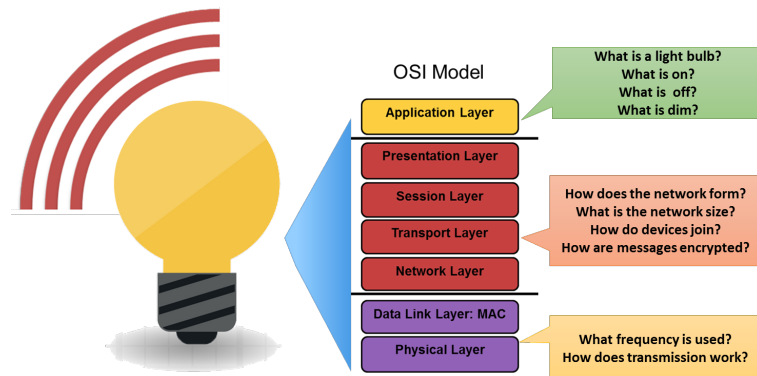 OSI Model
Application Layer
Presentation Layer
Session Layer
Transport Layer
Network Layer
Data Link Layer: MAC
Physical Layer
What is a light bulb?
What is on?
What is off?
What is dim?
How does the network form?
What is the network size?
How do devices join?
How are messages encrypted?
What frequency is used?
How does transmission work?